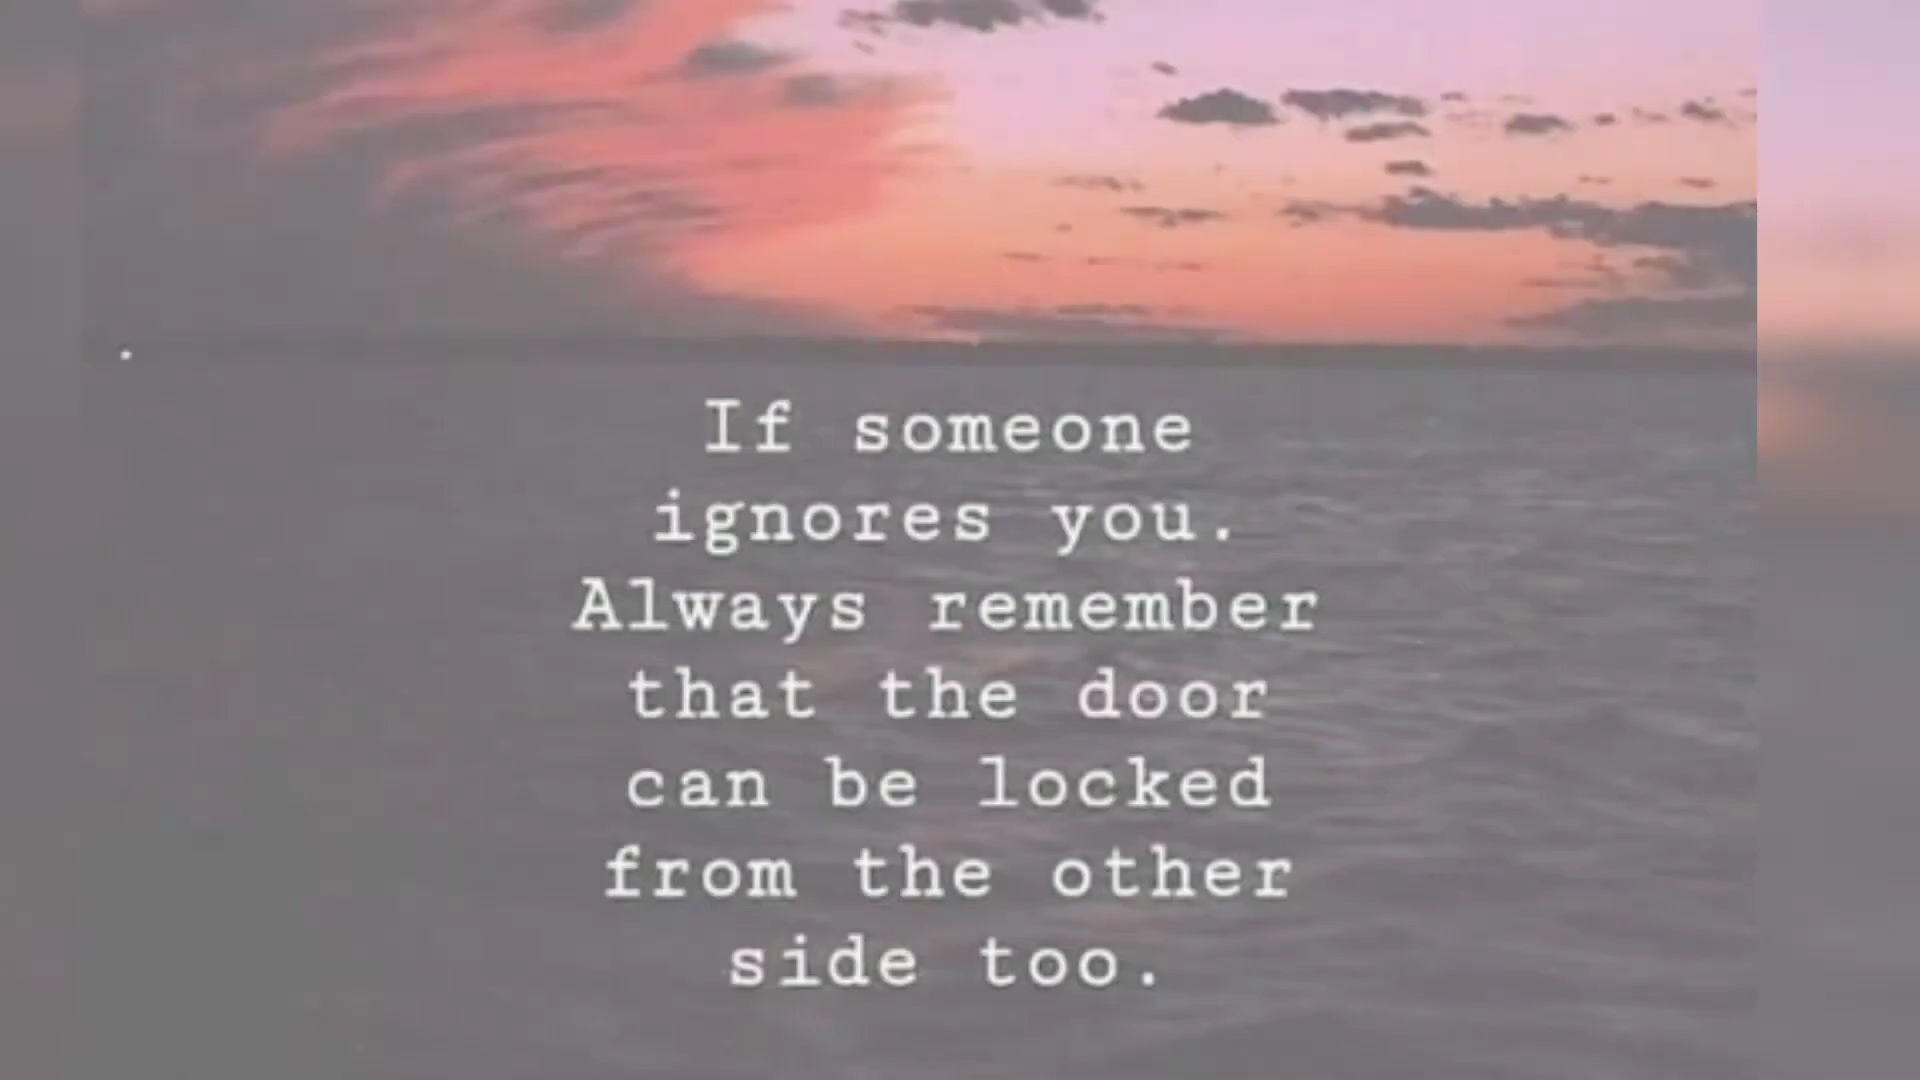 If someone
ignores you.
Always remember
that the door
can be locked
from the other
side too.